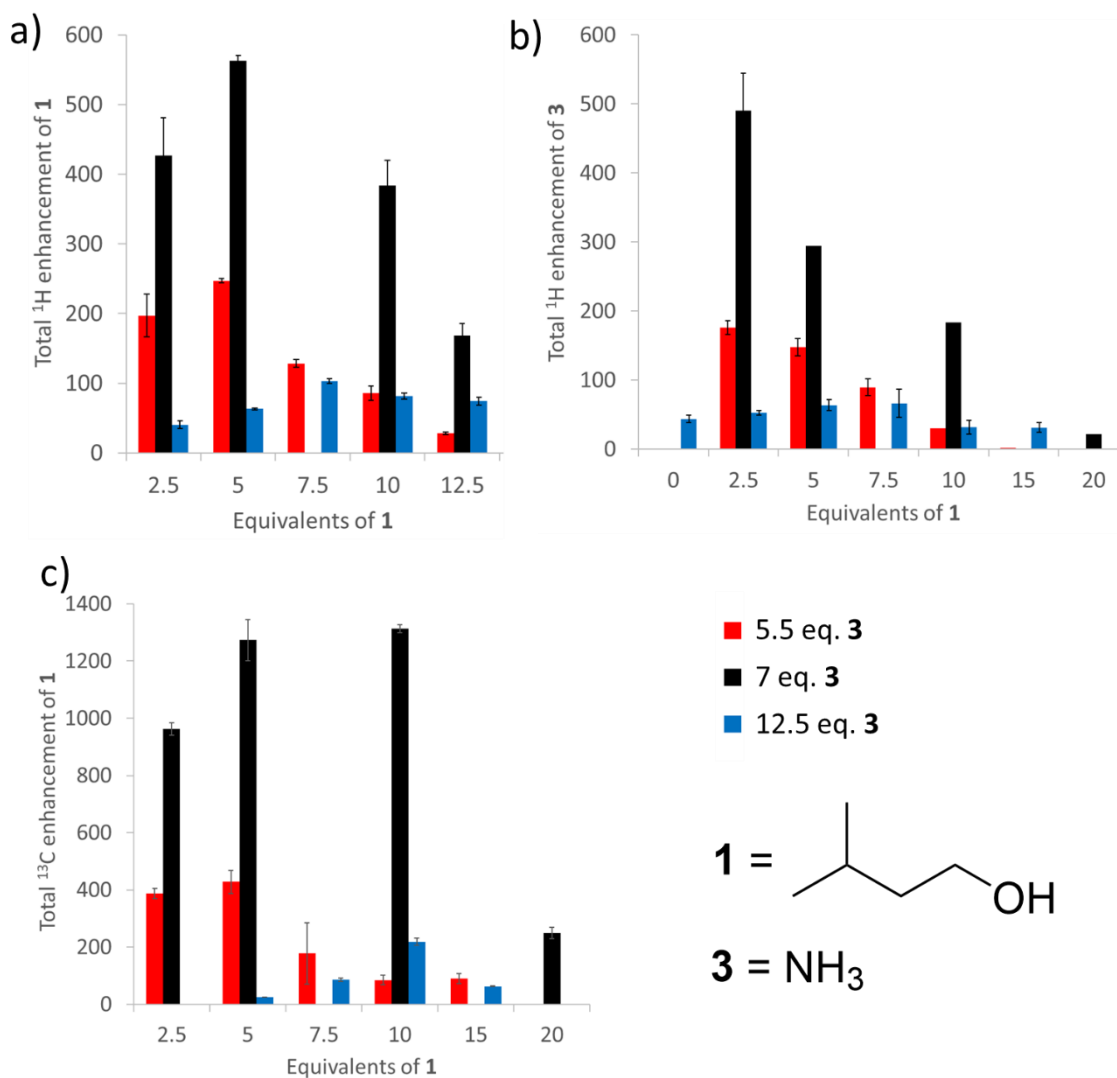 a)
Total ¹H enhancement of 1
600
500
400
300
200
100
0
2.5 5 7.5 10 12.5
Equivalents of 1
b)
Total ¹H enhancement of 3
600
500
400
300
200
100
0
0 2.5 5 7.5 10 15 20
Equivalents of 1
c)
Total ¹³C enhancement of 1
1400
1200
1000
800
600
400
200
0
2.5 5 7.5 10 15 20
Equivalents of 1
5.5 eq. 3
7 eq. 3
12.5 eq. 3
1 =
OH
3 = NH₃